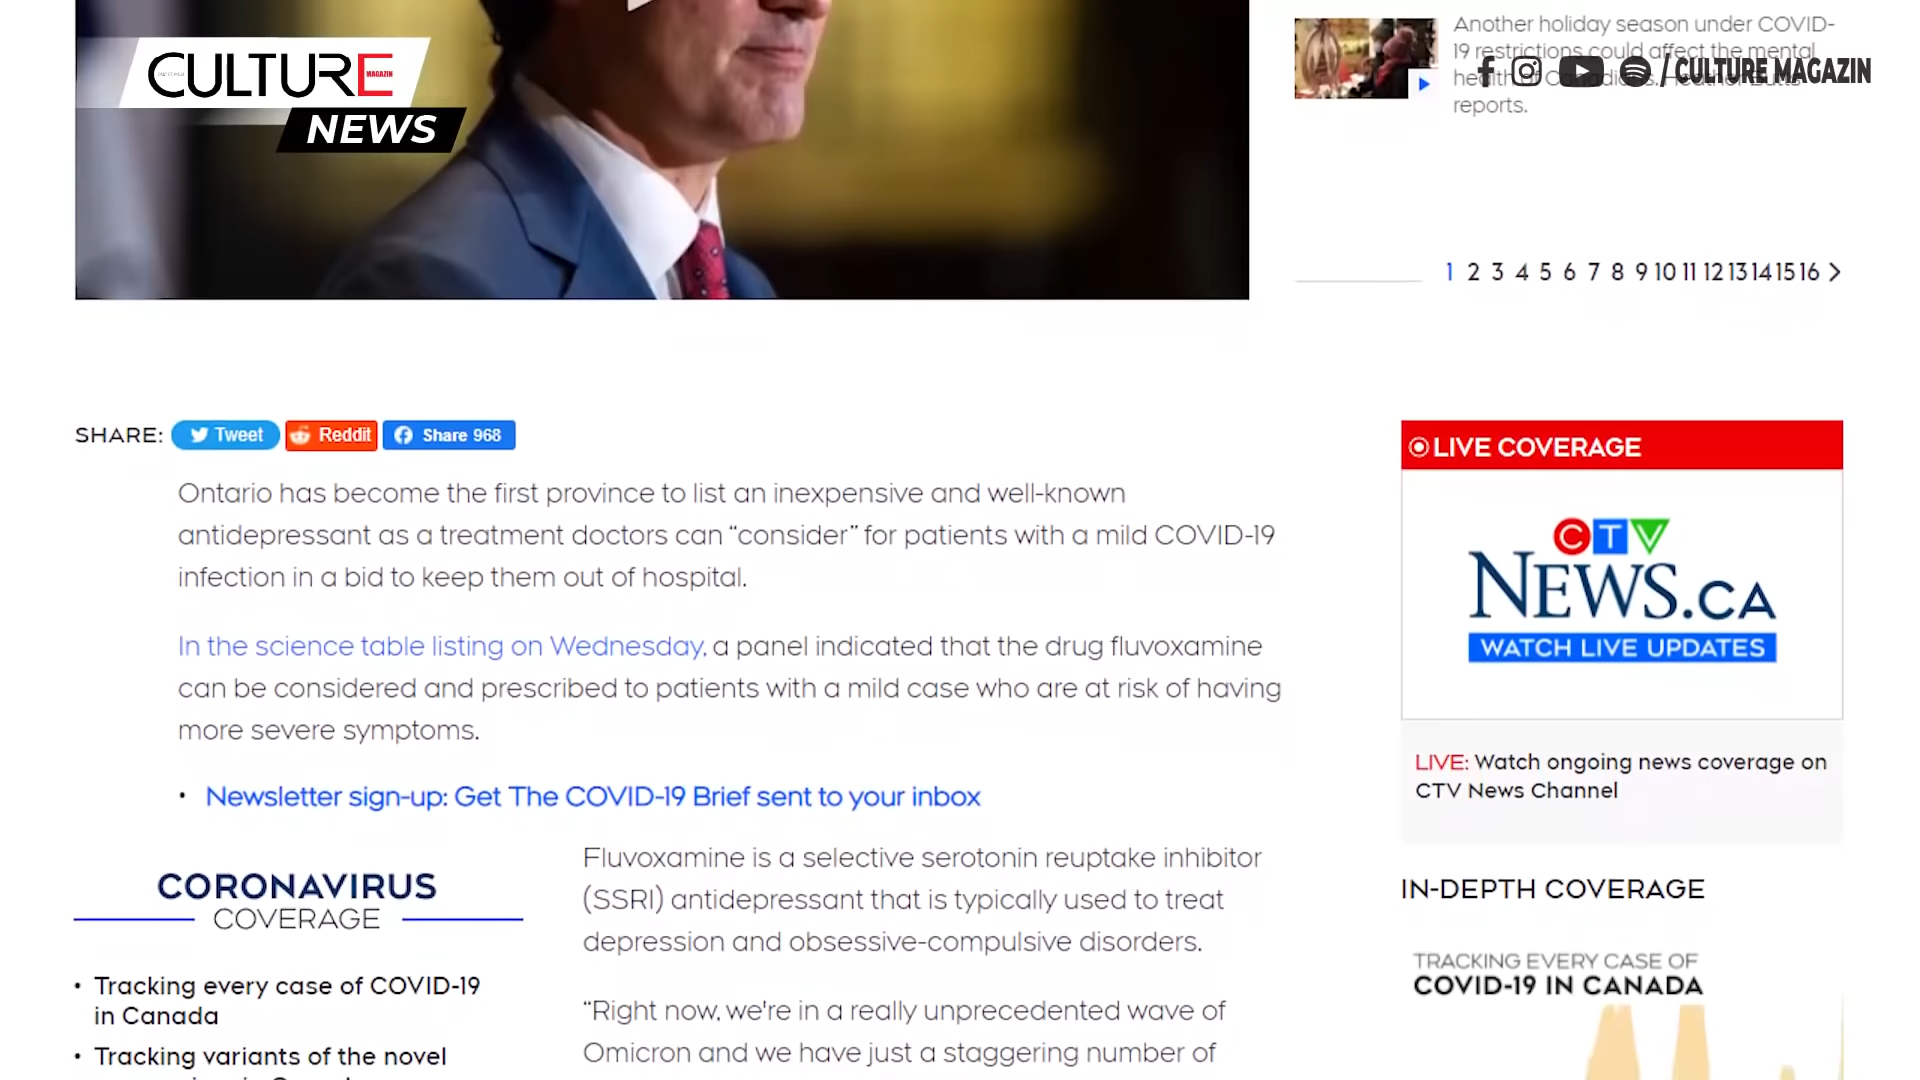 CULTURE
MAGAZIN
NEWS
Another holiday season under COVID-
19 restrictions could affect the mental
health of Canadians. Heather Butts
reports.
/ CULTURE MAGAZIN
1 2 3 4 5 6 7 8 9 10 11 12 13 14 15 16
SHARE: Tweet Reddit Share 968
Ontario has become the first province to list an inexpensive and well-known
antidepressant as a treatment doctors can “consider” for patients with a mild COVID-19
infection in a bid to keep them out of hospital.
In the science table listing on Wednesday, a panel indicated that the drug fluvoxamine
can be considered and prescribed to patients with a mild case who are at risk of having
more severe symptoms.
• Newsletter sign-up: Get The COVID-19 Brief sent to your inbox
CORONAVIRUS
COVERAGE
• Tracking every case of COVID-19
in Canada
• Tracking variants of the novel
Fluvoxamine is a selective serotonin reuptake inhibitor
(SSRI) antidepressant that is typically used to treat
depression and obsessive-compulsive disorders.
“Right now, we're in a really unprecedented wave of
Omicron and we have just a staggering number of
LIVE COVERAGE
CTV
NEWS.CA
WATCH LIVE UPDATES
LIVE: Watch ongoing news coverage on
CTV News Channel
IN-DEPTH COVERAGE
TRACKING EVERY CASE OF
COVID-19 IN CANADA